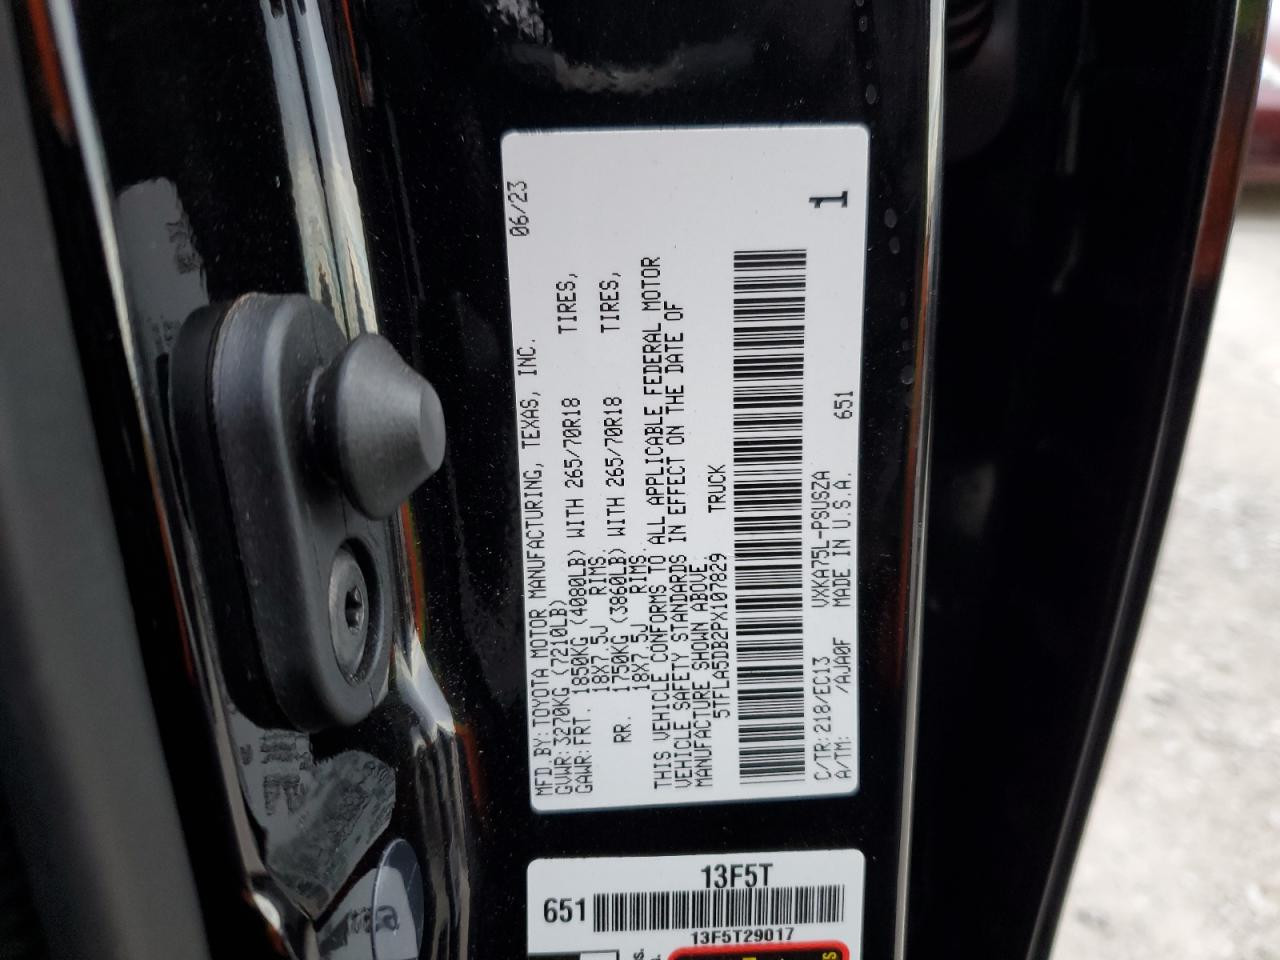 06/23
MFD.BY:TOYOTA MOTOR MANUFACTURING, TEXAS, INC.
GVWR:3270KG (7210LB)
GAWR:FRT. 1850KG (4080LB) WITH 265/70R18 TIRES,
18X7.5J RIMS.
RR. 1750KG (3860LB) WITH 265/70R18 TIRES,
18X7.5J RIMS.
THIS VEHICLE CONFORMS TO ALL APPLICABLE FEDERAL MOTOR
VEHICLE SAFETY STANDARDS IN EFFECT ON THE DATE OF
MANUFACTURE SHOWN ABOVE.
5TFLA5DB2PX107829 TRUCK
C/TR:218/EC13 VXKA75L-PSUSZA
A/TM: /AJA0F MADE IN U.S.A. 651
1
13F5T
651
13F5T29017